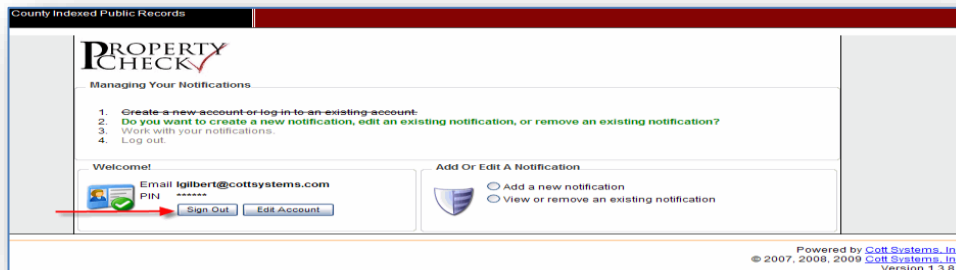 County Indexed Public Records
PROPERTY
CHECK
Managing Your Notifications
1. Create a new account or log in to an existing account.
2. Do you want to create a new notification, edit an existing notification, or remove an existing notification?
3. Work with your notifications.
4. Log out.
Welcome!
Email lgilbert@cottsystems.com
PIN ******
Sign Out Edit Account
Add Or Edit A Notification
Add a new notification
View or remove an existing notification
Powered by Cott Systems, In
© 2007, 2008, 2009 Cott Systems, In
Version 1.3.8